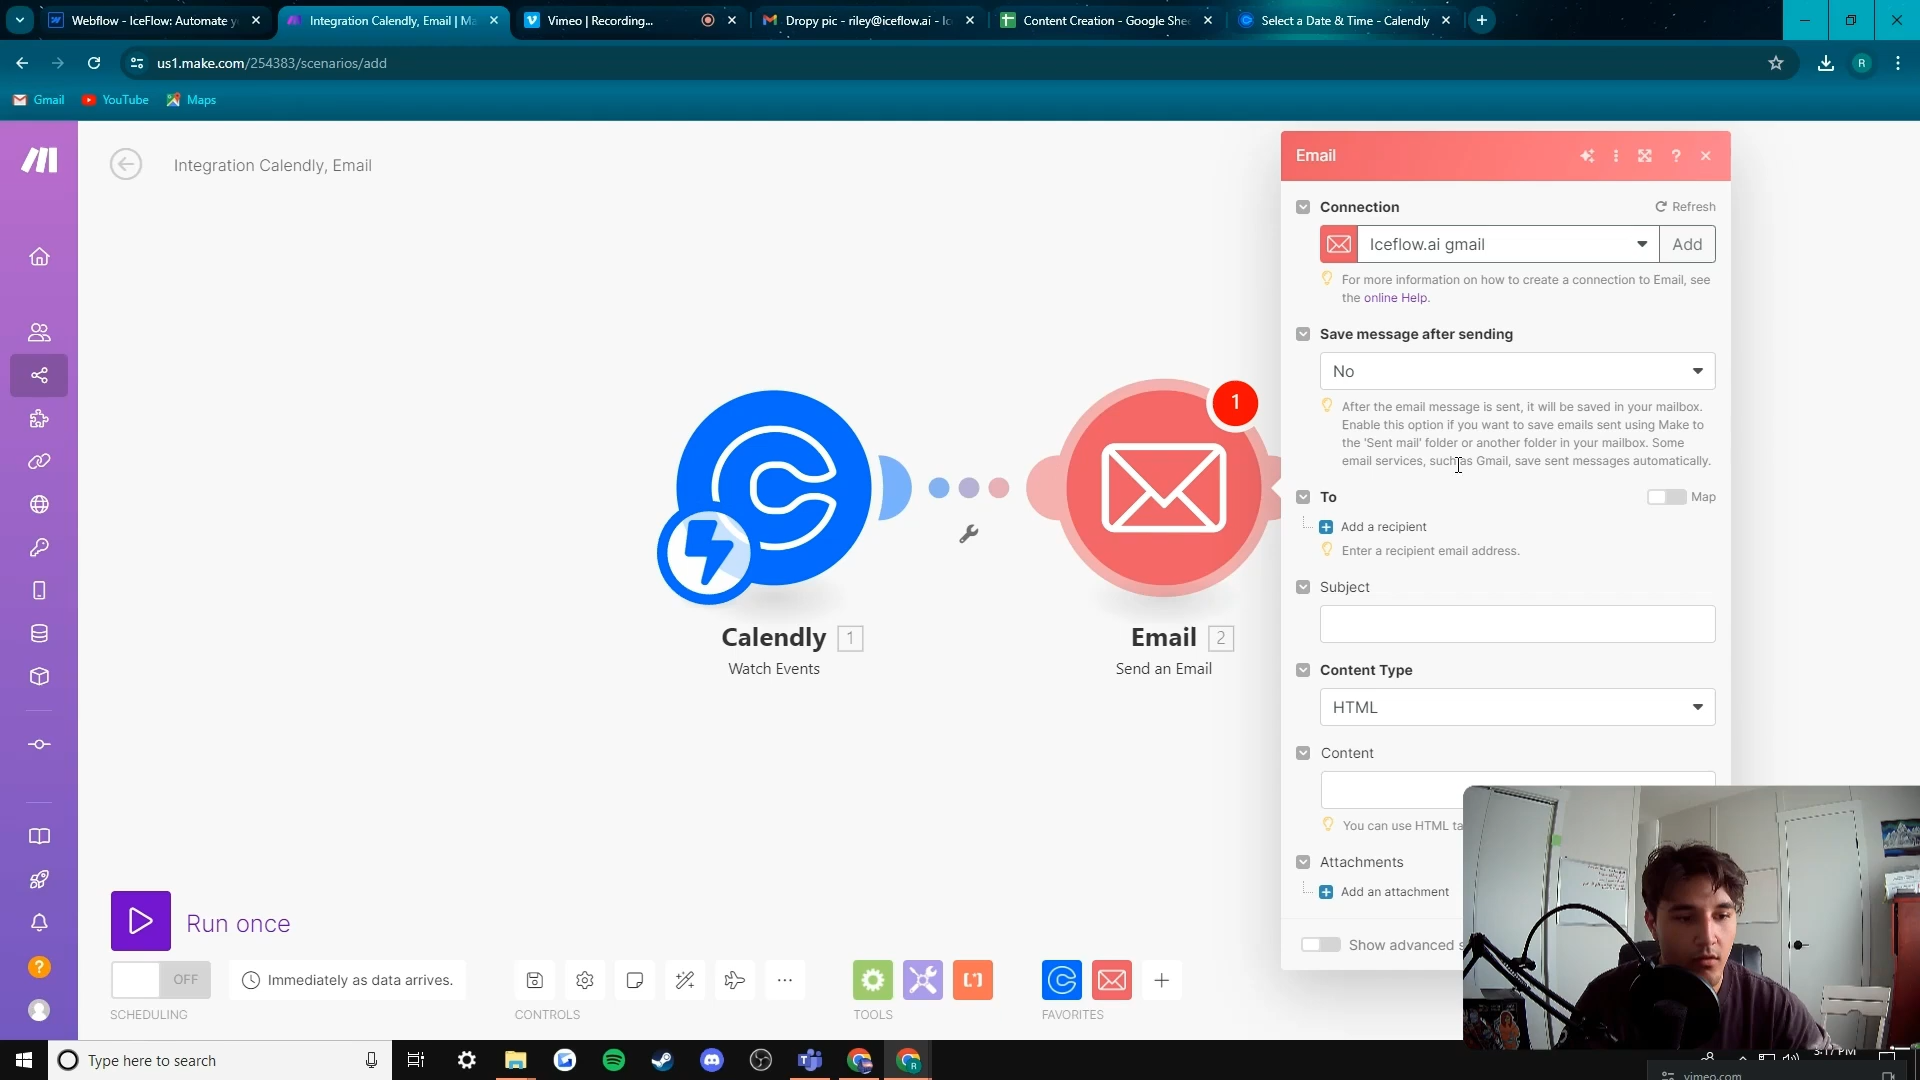 Webflow - IceFlow: Automate y
Integration Calendly, Email | Ma
Vimeo | Recording...
Dropy pic - riley@iceflow.ai - Ic
Content Creation - Google She
Select a Date & Time - Calendly
us1.make.com/254383/scenarios/add
R
Gmail
YouTube
Maps
Integration Calendly, Email
Email
?
Connection
Refresh
Iceflow.ai gmail
Add
For more information on how to create a connection to Email, see
the online Help.
Save message after sending
No
After the email message is sent, it will be saved in your mailbox.
Enable this option if you want to save emails sent using Make to
the 'Sent mail' folder or another folder in your mailbox. Some
email services, such as Gmail, save sent messages automatically.
To
Map
Add a recipient
Enter a recipient email address.
Subject
Content Type
HTML
Content
You can use HTML ta
Attachments
Add an attachment
Show advanced s
1
Calendly 1
Watch Events
Email 2
Send an Email
Run once
OFF
Immediately as data arrives.
SCHEDULING
CONTROLS
TOOLS
FAVORITES
Type here to search
3:17 PM
vimeo.com